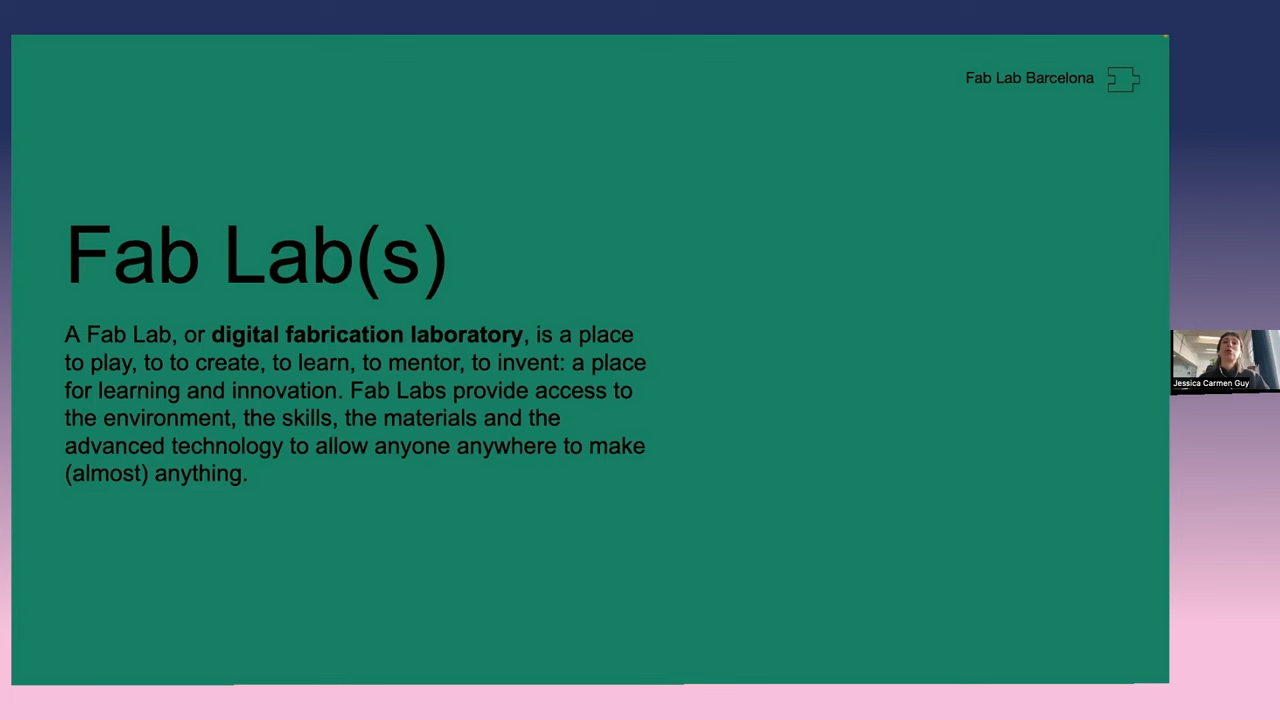 Fab Lab Barcelona
Fab Lab(s)
A Fab Lab, or digital fabrication laboratory, is a place
to play, to to create, to learn, to mentor, to invent: a place
for learning and innovation. Fab Labs provide access to
the environment, the skills, the materials and the
advanced technology to allow anyone anywhere to make
(almost) anything.
Jessica Carmen Guy